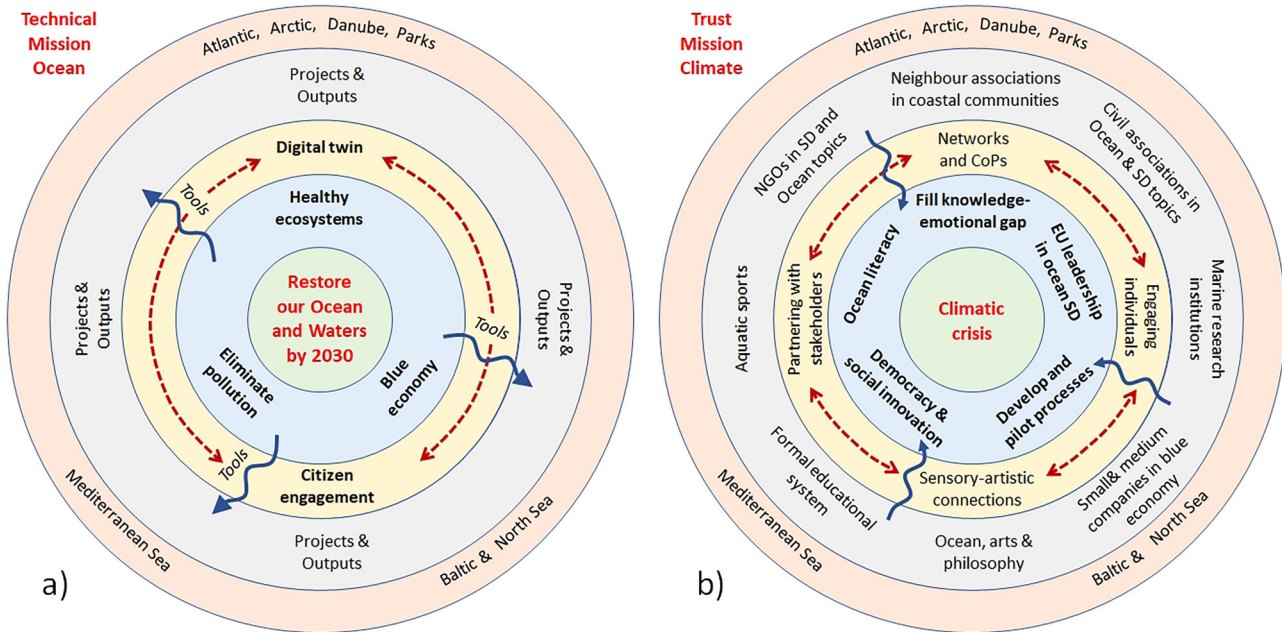 Technical
Mission
Ocean
Atlantic, Arctic, Danube, Parks
Projects &
Outputs
Digital twin
Tools
Healthy
ecosystems
Projects &
Outputs
Restore
our Ocean
and Waters
by 2030
Tools
Projects &
Outputs
Eliminate
pollution
Blue
economy
Tools
Citizen
engagement
Projects &
Outputs
Mediterranean Sea
Baltic & North Sea
a)
Trust
Mission
Climate
Atlantic, Arctic, Danube, Parks
Neighbour associations
in coastal communities
NGOs in SD and
Ocean topics
Civil associations in
Ocean & SD topics
Networks
and CoPs
Fill knowledge-
emotional gap
Ocean literacy
EU leadership
in ocean SD
Aquatic sports
Partnering with
stakeholders
Climatic
crisis
Engaging
individuals
Marine research
institutions
Democracy &
social innovation
Develop and
pilot processes
Sensory-artistic
connections
Formal educational
system
Small& medium
companies in blue
economy
Ocean, arts &
philosophy
Mediterranean Sea
Baltic & North Sea
b)